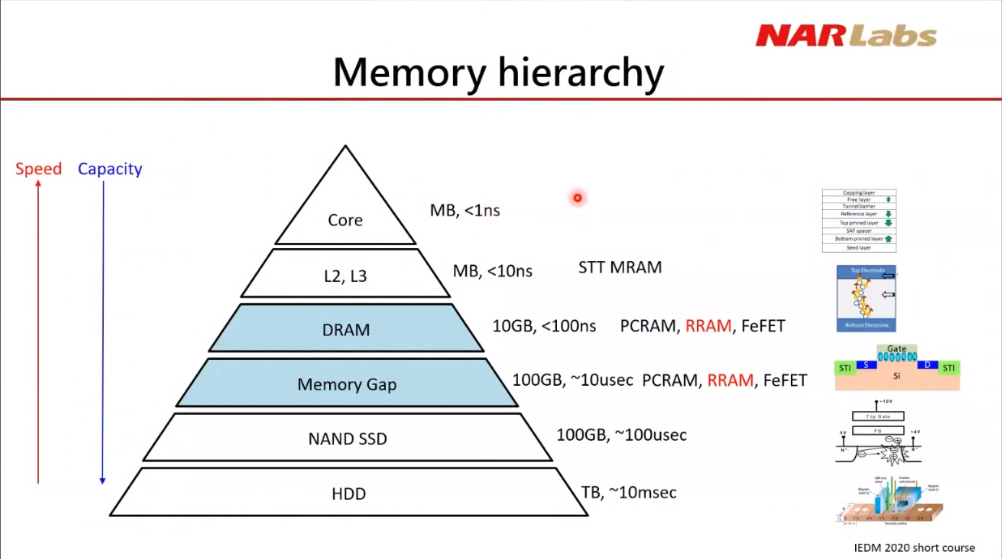 NARLabs
Memory hierarchy
Speed Capacity
Core
MB, <1ns
L2, L3
MB, <10ns
STT MRAM
DRAM
10GB, <100ns
PCRAM, RRAM, FeFET
Memory Gap
100GB, ~10usec
PCRAM, RRAM, FeFET
NAND SSD
100GB, ~100usec
HDD
TB, ~10msec
Capping layer
Free layer
Tunnel barrier
Reference layer
Top pinned layer
SAF spacer
Bottom pinned layer
Seed layer
Top Electrode
Bottom Electrode
Gate
STI S D STI
Si
Top Gate
FG
IEDM 2020 short course